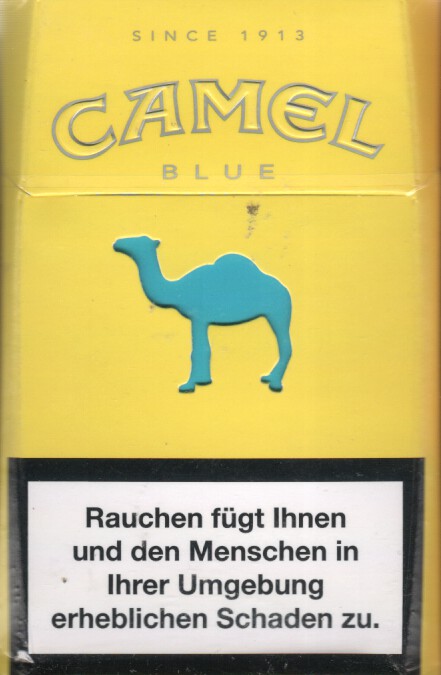 SINCE 1913
CAMEL
BLUE
Rauchen fügt Ihnen
und den Menschen in
Ihrer Umgebung
erheblichen Schaden zu.